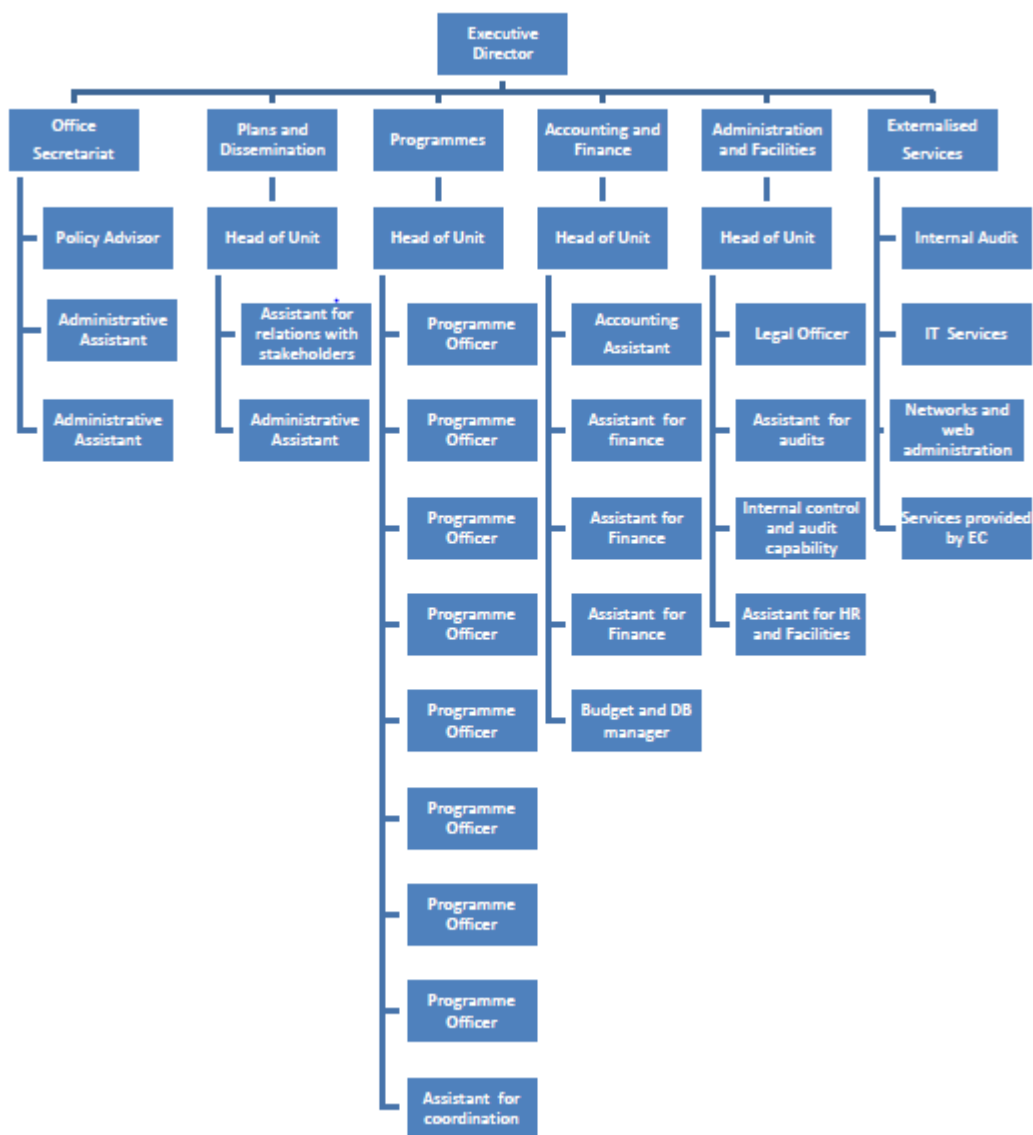 Executive
Director
Office
Secretariat
Plans and
Dissemination
Programmes
Accounting and
Finance
Administration
and Facilities
Externalised
Services
Policy Advisor
Administrative
Assistant
Administrative
Assistant
Head of Unit
Assistant for
relations with
stakeholders
Administrative
Assistant
Head of Unit
Programme
Officer
Programme
Officer
Programme
Officer
Programme
Officer
Programme
Officer
Programme
Officer
Programme
Officer
Programme
Officer
Assistant for
coordination
Head of Unit
Accounting
Assistant
Assistant for
finance
Assistant for
Finance
Assistant for
Finance
Budget and DB
manager
Head of Unit
Legal Officer
Assistant for
audits
Internal control
and audit
capability
Assistant for HR
and Facilities
Internal Audit
IT Services
Networks and
web
administration
Services provided
by EC